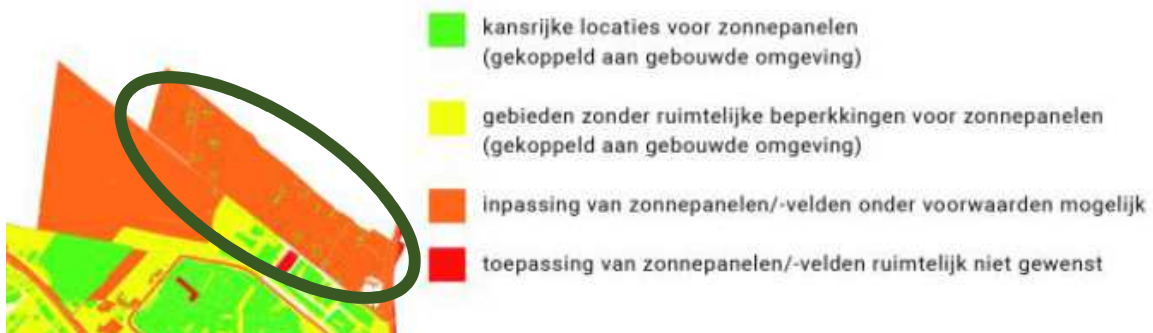 kansrijke locaties voor zonnepanelen
(gekoppeld aan gebouwde omgeving)
gebieden zonder ruimtelijke beperkkingen voor zonnepanelen
(gekoppeld aan gebouwde omgeving)
inpassing van zonnepanelen/-velden onder voorwaarden mogelijk
toepassing van zonnepanelen/-velden ruimtelijk niet gewenst